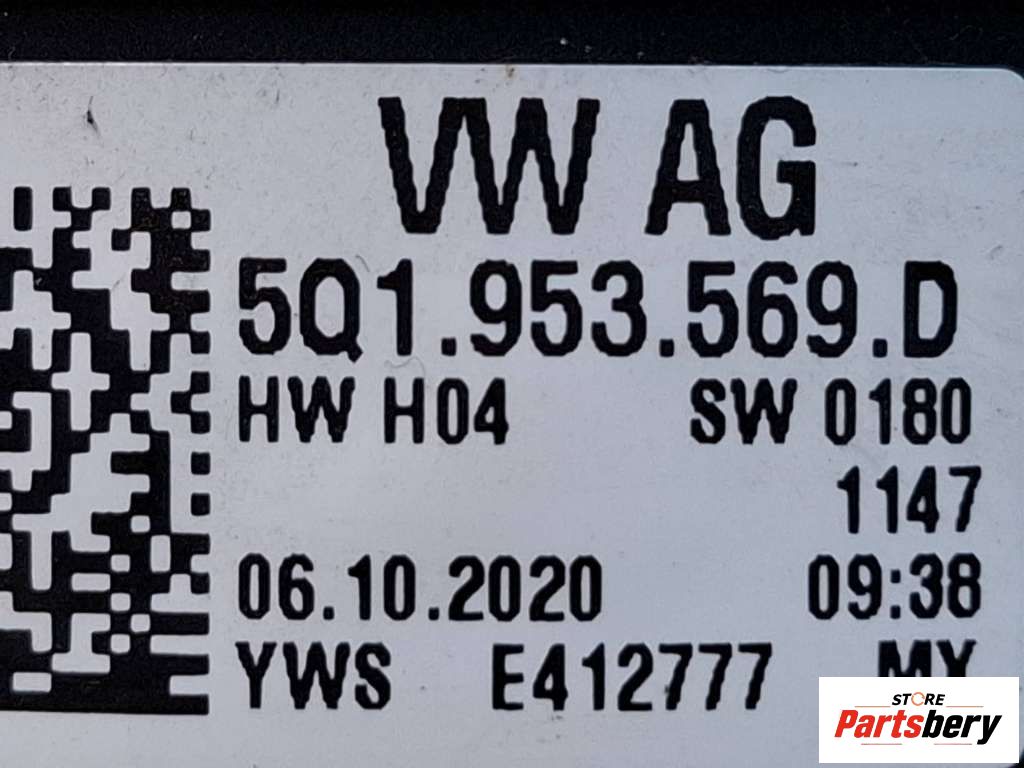 VW AG
5Q1.953.569.D
HW H04 SW 0180
1147
06.10.2020 09:38
YWS E412777 MX
STORE
Partsbery